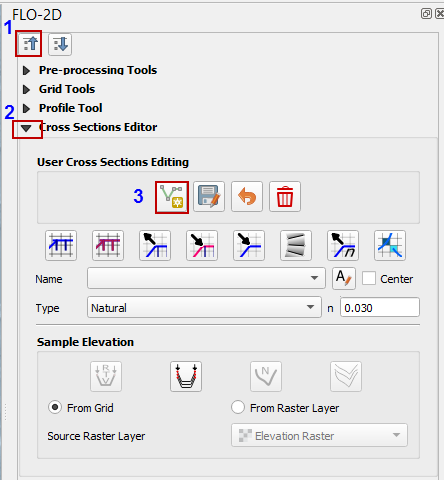 FLO-2D
1
Pre-processing Tools
Grid Tools
Profile Tool
2
Cross Sections Editor
User Cross Sections Editing
3
Name A Center
Type Natural n 0.030
Sample Elevation
R T W N
From Grid From Raster Layer
Source Raster Layer Elevation Raster